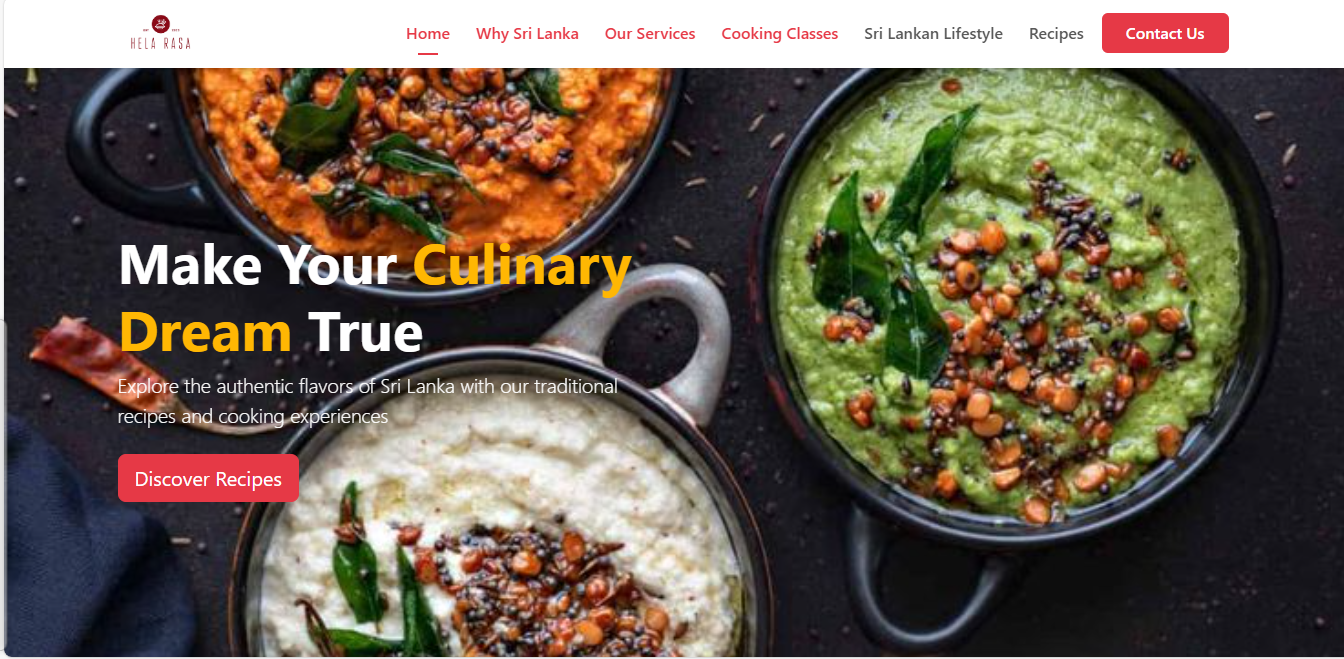 HELA RASA
Home Why Sri Lanka Our Services Cooking Classes Sri Lankan Lifestyle Recipes Contact Us
Make Your Culinary
Dream True
Explore the authentic flavors of Sri Lanka with our traditional
recipes and cooking experiences
Discover Recipes